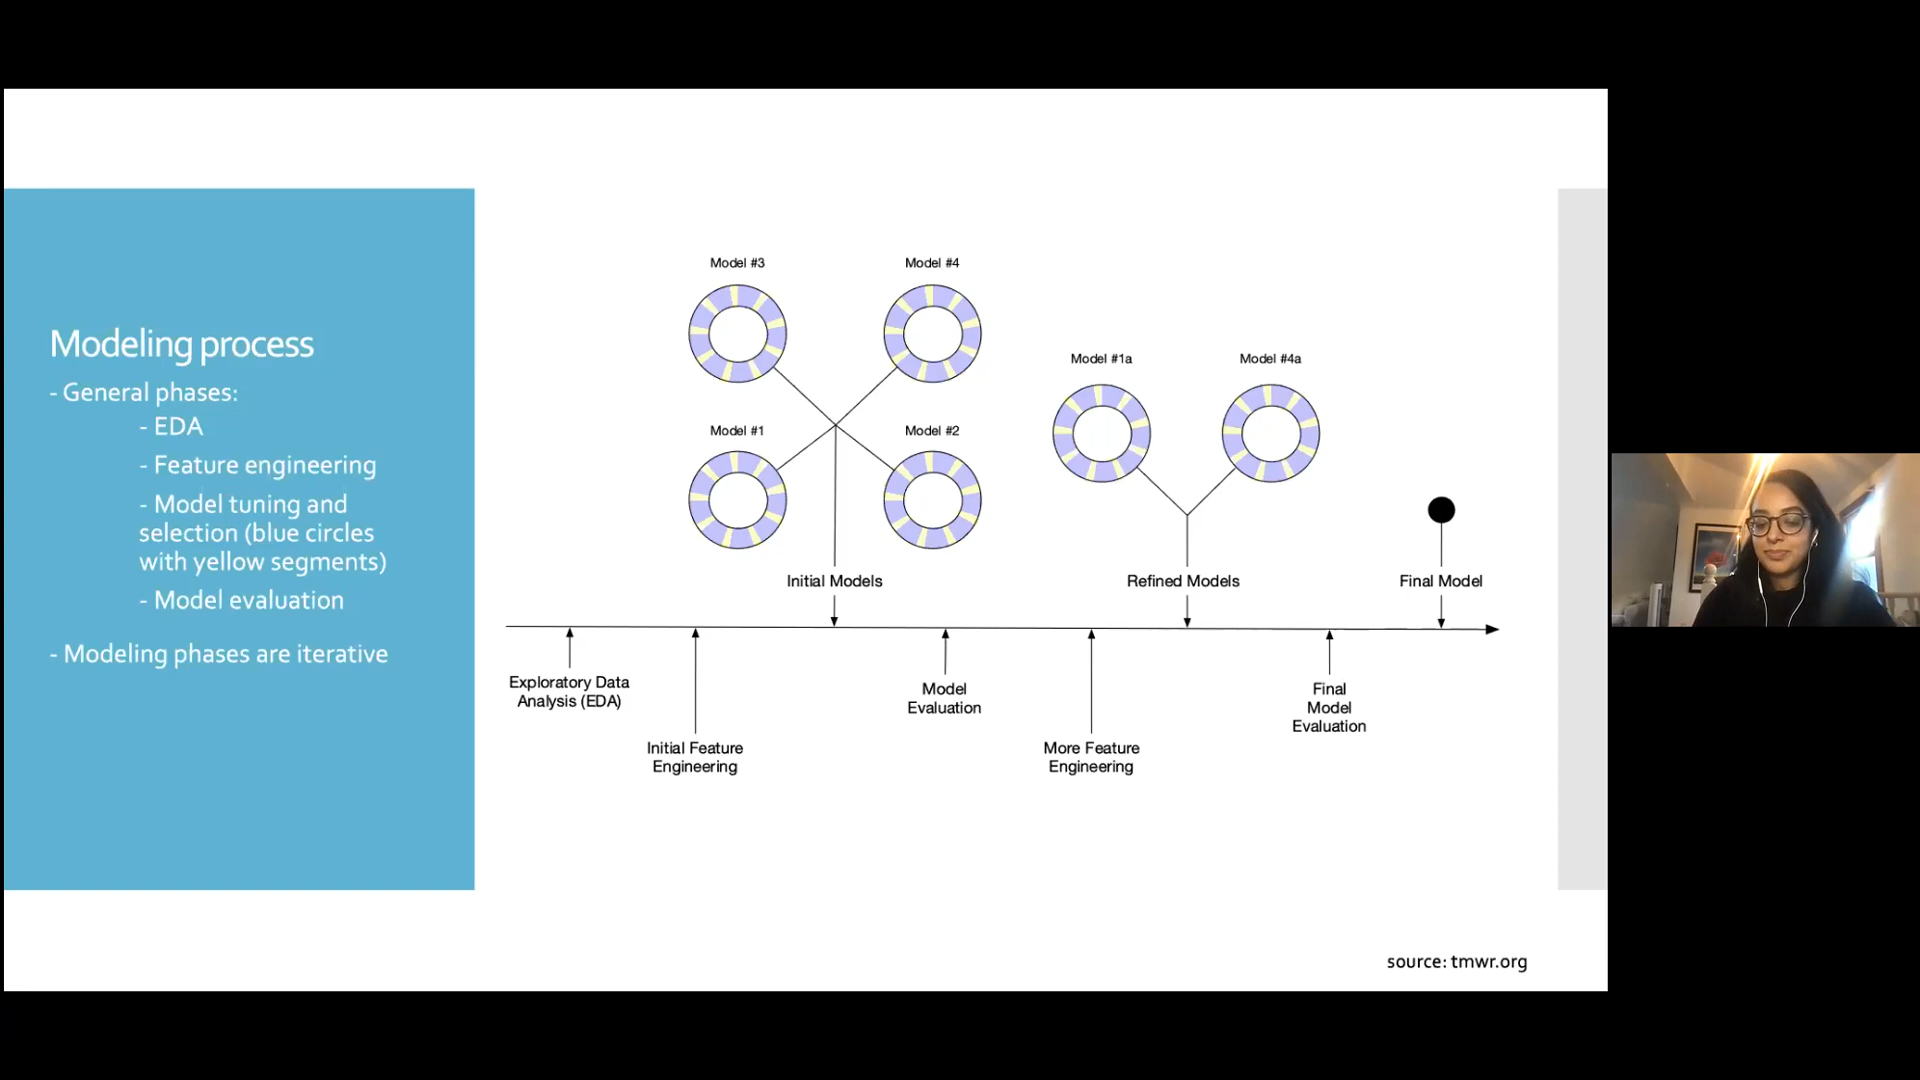 Modeling process
- General phases:
- EDA
- Feature engineering
- Model tuning and
selection (blue circles
with yellow segments)
- Model evaluation
- Modeling phases are iterative
Model #3
Model #4
Model #1
Model #2
Model #1a
Model #4a
Initial Models
Refined Models
Final Model
Exploratory Data
Analysis (EDA)
Initial Feature
Engineering
Model
Evaluation
More Feature
Engineering
Final
Model
Evaluation
source: tmwr.org